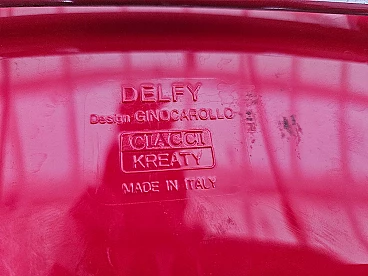 DELFY
Design GINOCAROLLO
CIACCI
KREATY
MADE IN ITALY